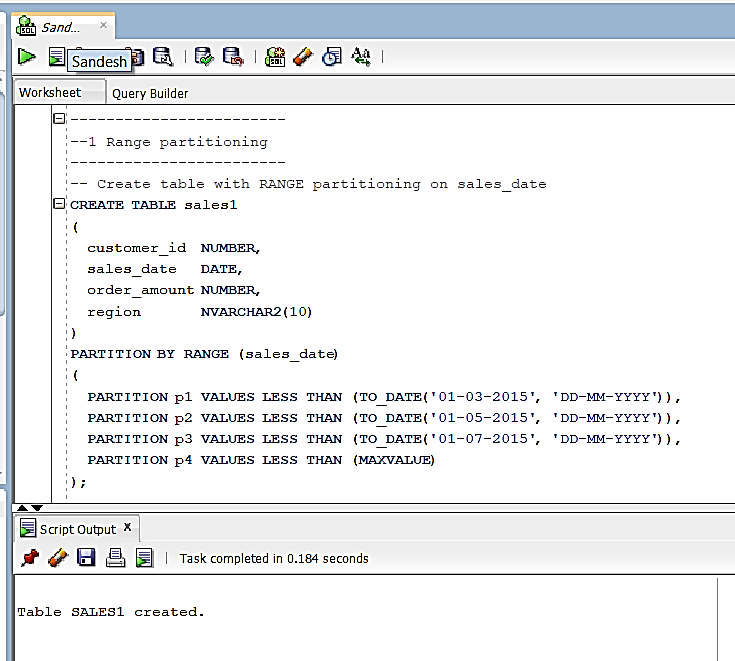 Sand...
Sandesh
Worksheet
Query Builder
------------------------
--1 Range partitioning
------------------------
-- Create table with RANGE partitioning on sales_date
CREATE TABLE sales1
(
customer_id NUMBER,
sales_date DATE,
order_amount NUMBER,
region NVARCHAR2(10)
)
PARTITION BY RANGE (sales_date)
(
PARTITION p1 VALUES LESS THAN (TO_DATE('01-03-2015', 'DD-MM-YYYY')),
PARTITION p2 VALUES LESS THAN (TO_DATE('01-05-2015', 'DD-MM-YYYY')),
PARTITION p3 VALUES LESS THAN (TO_DATE('01-07-2015', 'DD-MM-YYYY')),
PARTITION p4 VALUES LESS THAN (MAXVALUE)
);
Script Output
Task completed in 0.184 seconds
Table SALES1 created.